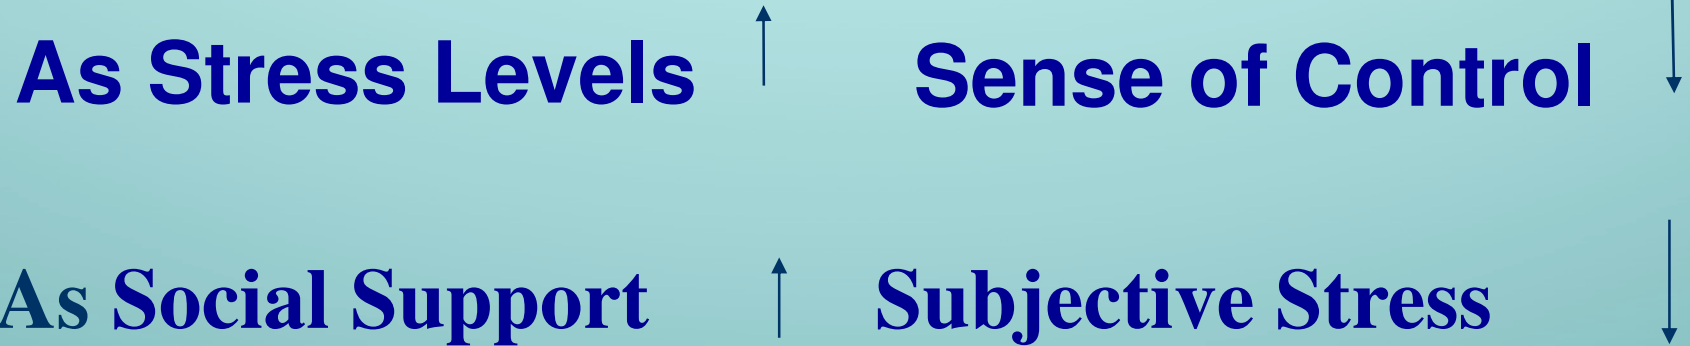 As Stress Levels Sense of Control
As Social Support Subjective Stress